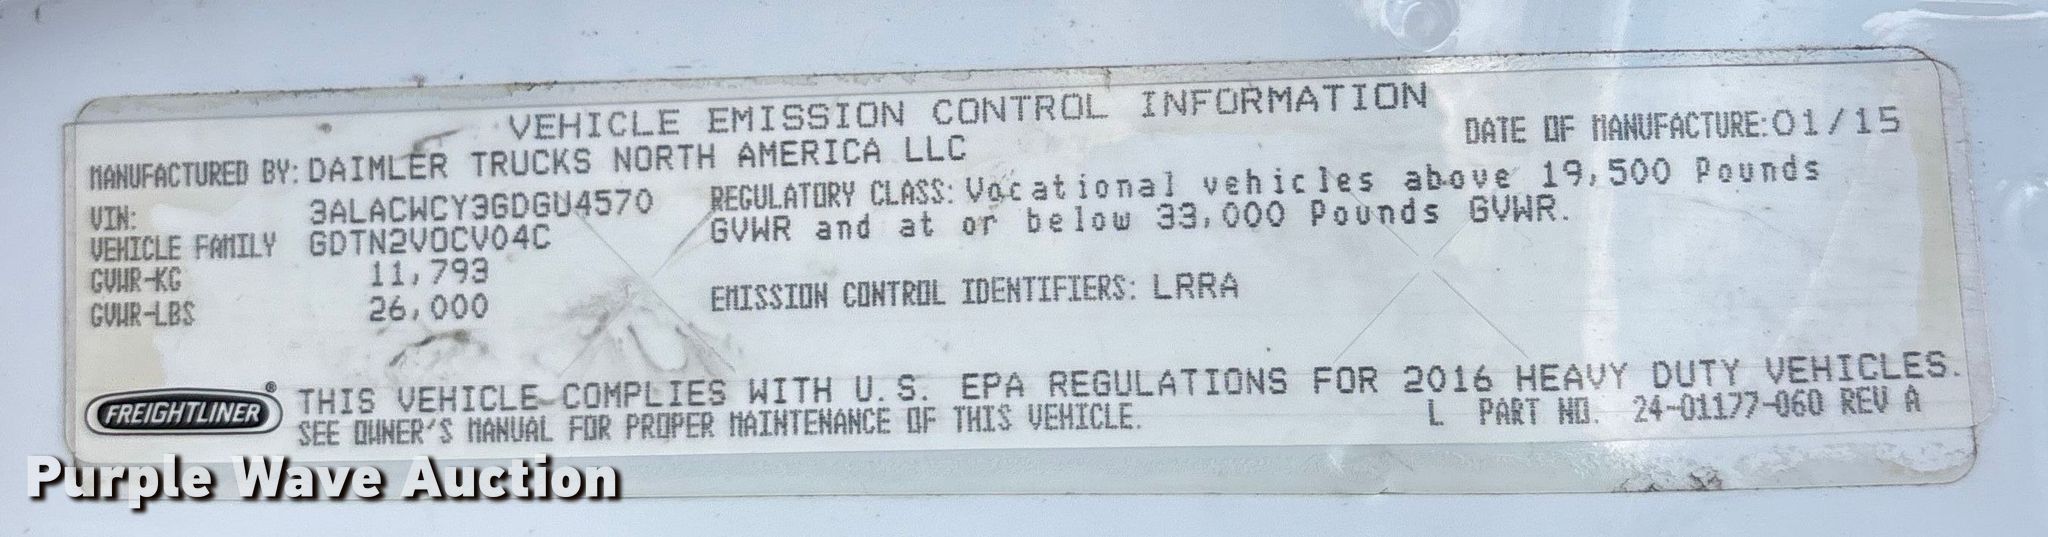 VEHICLE EMISSION CONTROL INFORMATION
DATE OF MANUFACTURE: 01/15
MANUFACTURED BY: DAIMLER TRUCKS NORTH AMERICA LLC
VIN: 3ALACWCY3GDGU4570
VEHICLE FAMILY GDTN2VOCV04C
GVWR-KG 11,793
GVWR-LBS 26,000
REGULATORY CLASS: Vocational vehicles above 19,500 Pounds
GVWR and at or below 33,000 Pounds GVWR.
EMISSION CONTROL IDENTIFIERS: LRRA
FREIGHTLINER®
THIS VEHICLE COMPLIES WITH U.S. EPA REGULATIONS FOR 2016 HEAVY DUTY VEHICLES.
SEE OWNER'S MANUAL FOR PROPER MAINTENANCE OF THIS VEHICLE.
L PART NO. 24-01177-060 REV A
Purple Wave Auction